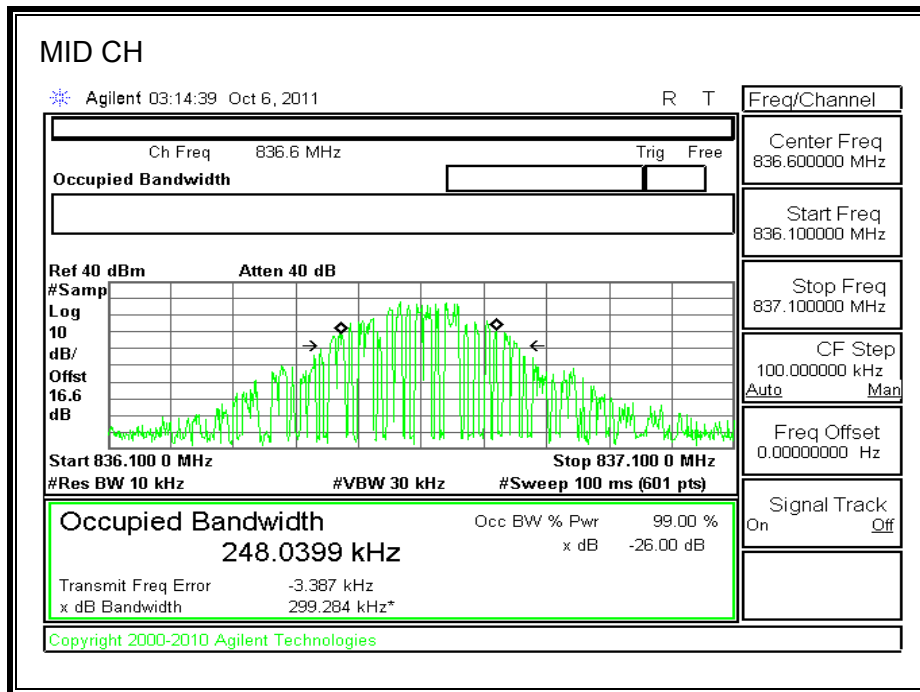 MID CH
Agilent 03:14:39 Oct 6, 2011 R T
Freq/Channel
Ch Freq 836.6 MHz Trig Free
Occupied Bandwidth
Center Freq
836.600000 MHz
Start Freq
836.100000 MHz
Stop Freq
837.100000 MHz
CF Step
100.000000 kHz
Auto Man
Freq Offset
0.00000000 Hz
Signal Track
On Off
Ref 40 dBm Atten 40 dB
#Samp
Log
10
dB/
Offst
16.6
dB
Start 836.100 0 MHz Stop 837.100 0 MHz
#Res BW 10 kHz #VBW 30 kHz #Sweep 100 ms (601 pts)
Occupied Bandwidth Occ BW % Pwr 99.00 %
248.0399 kHz x dB -26.00 dB
Transmit Freq Error -3.387 kHz
x dB Bandwidth 299.284 kHz*
Copyright 2000-2010 Agilent Technologies